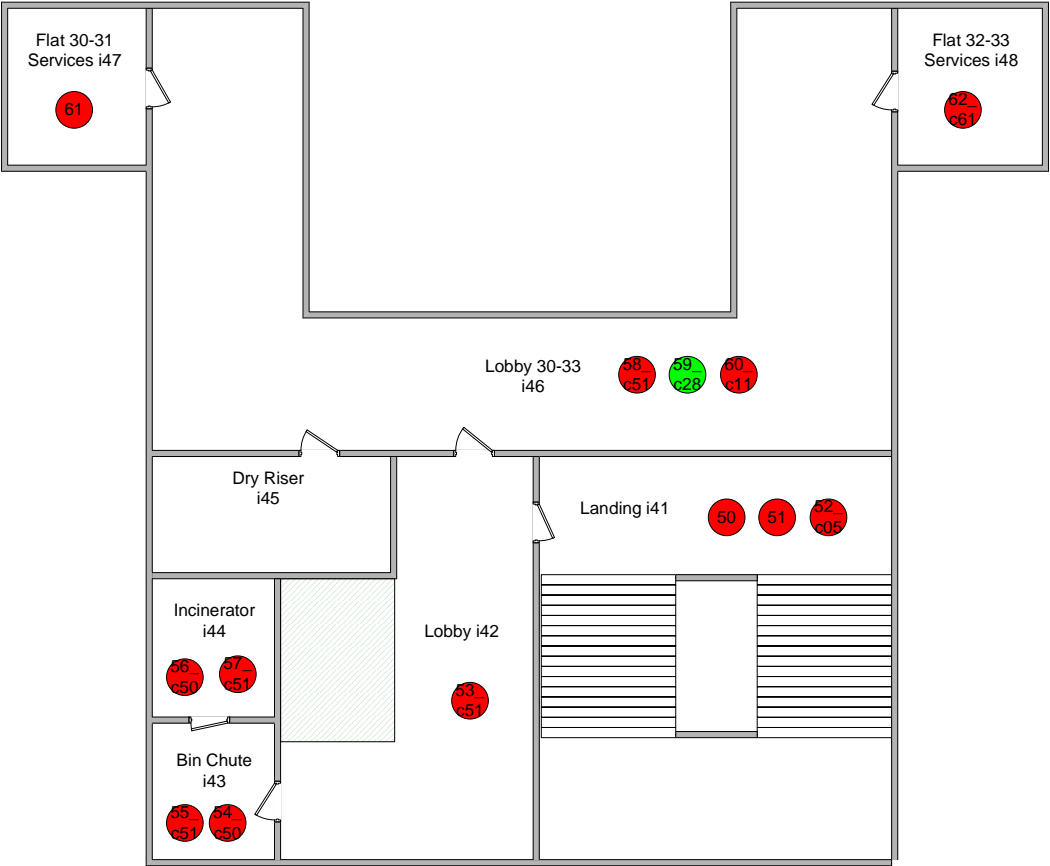 Flat 30-31
Services i47
61
Flat 32-33
Services i48
62_
c61
Lobby 30-33
i46
58_
c51
59_
c28
60_
c11
Dry Riser
i45
Landing i41
50
51
52_
c05
Incinerator
i44
56_
c50
57_
c51
Lobby i42
53_
c51
Bin Chute
i43
55_
c51
54_
c50